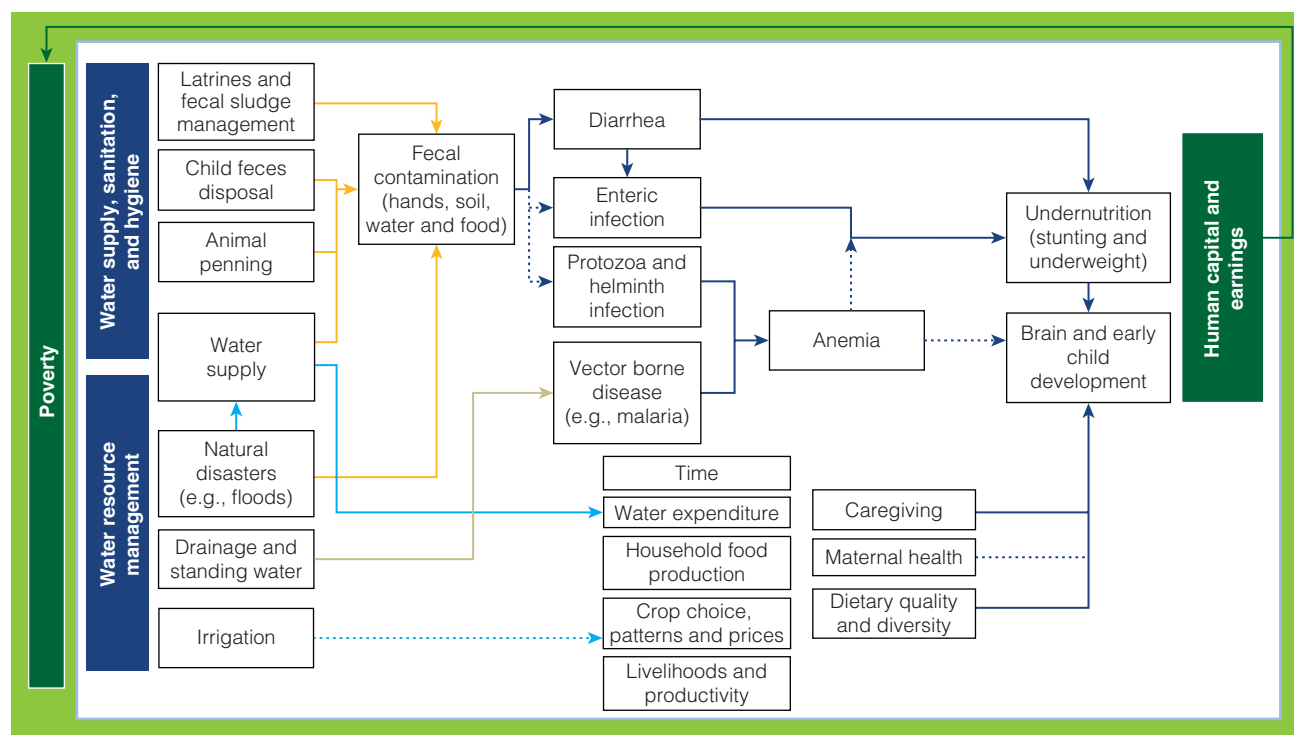 Poverty
Water supply, sanitation,
and hygiene
Water resource
management
Latrines and
fecal sludge
management
Child feces
disposal
Animal
penning
Water
supply
Natural
disasters
(e.g., floods)
Drainage and
standing water
Irrigation
Fecal
contamination
(hands, soil,
water and food)
Diarrhea
Enteric
infection
Protozoa and
helminth
infection
Vector borne
disease
(e.g., malaria)
Time
Water expenditure
Household food
production
Crop choice,
patterns and prices
Livelihoods and
productivity
Anemia
Caregiving
Maternal health
Dietary quality
and diversity
Undernutrition
(stunting and
underweight)
Brain and early
child
development
Human capital and
earnings